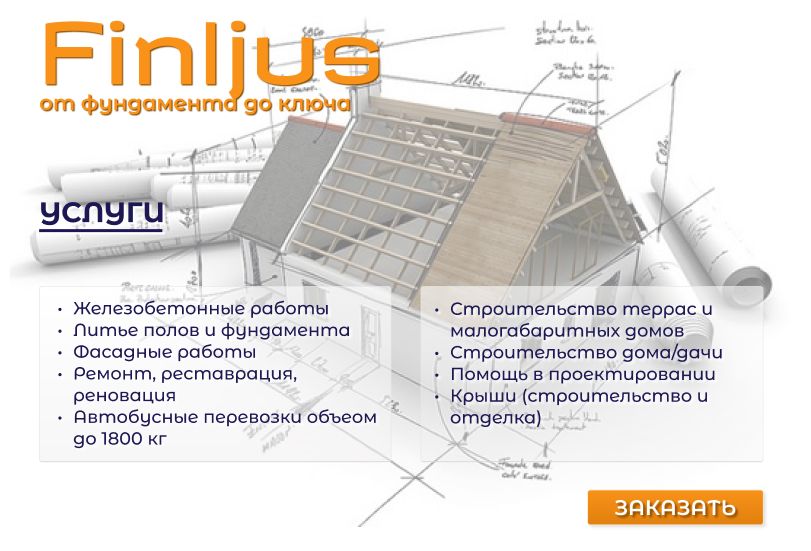 Finljus
от фундамента до ключа
услуги
• Железобетонные работы
• Литье полов и фундамента
• Фасадные работы
• Ремонт, реставрация,
реновация
• Автобусные перевозки объеом
до 1800 кг
• Строительство террас и
малогабаритных домов
• Строительство дома/дачи
• Помощь в проектировании
• Крыши (строительство и
отделка)
ЗАКАЗАТЬ